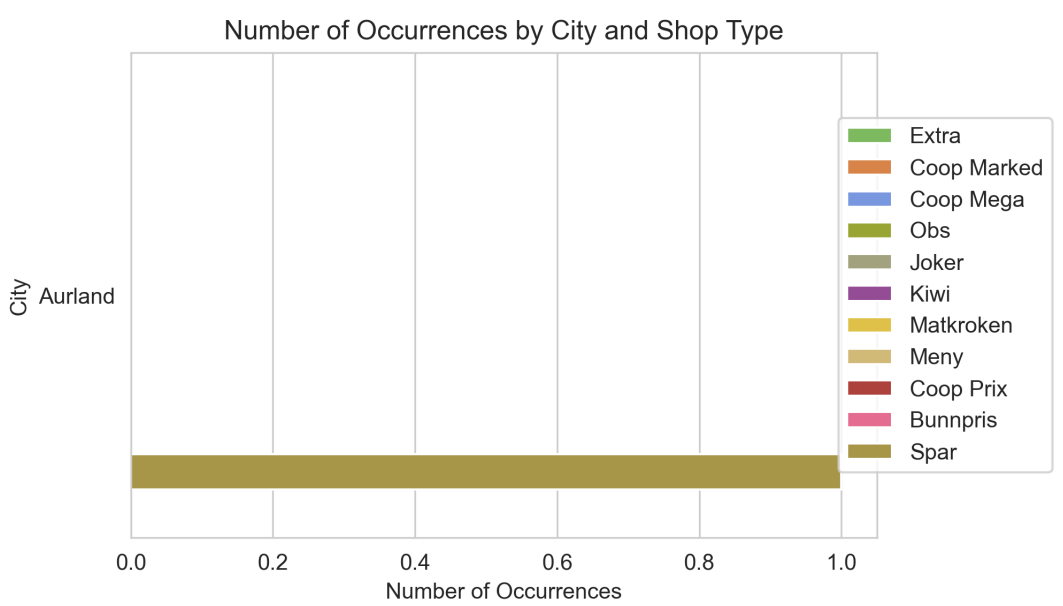 Number of Occurrences by City and Shop Type
City
Aurland
Extra
Coop Marked
Coop Mega
Obs
Joker
Kiwi
Matkroken
Meny
Coop Prix
Bunnpris
Spar
0.0 0.2 0.4 0.6 0.8 1.0
Number of Occurrences